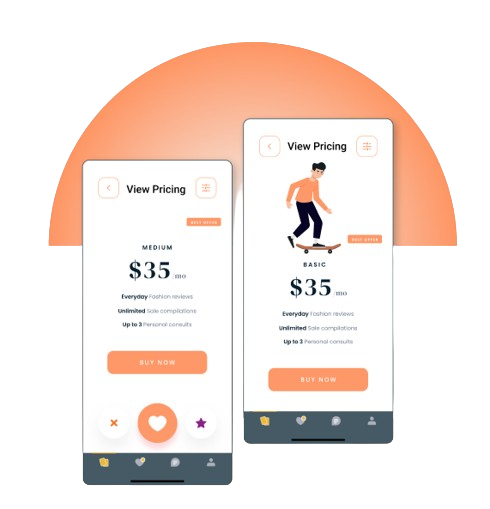 View Pricing
BEST OFFER
MEDIUM
$35 /mo
Everyday Fashion reviews
Unlimited Sale compilations
Up to 3 Personal consults
BUY NOW
View Pricing
BEST OFFER
BASIC
$35 /mo
Everyday Fashion reviews
Unlimited Sale compilations
Up to 3 Personal consults
BUY NOW